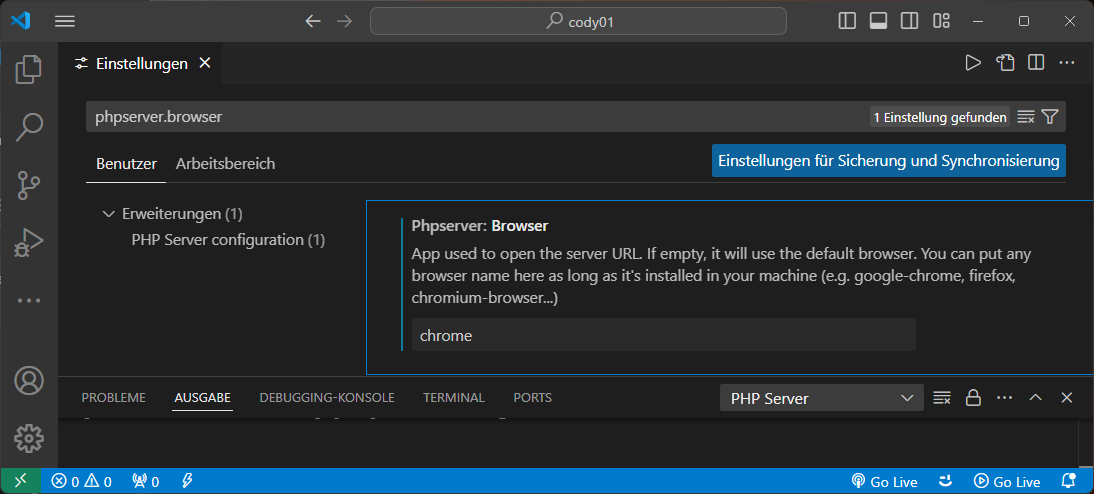 cody01
Einstellungen
phpserver.browser
1 Einstellung gefunden
Benutzer
Arbeitsbereich
Einstellungen für Sicherung und Synchronisierung
Erweiterungen (1)
PHP Server configuration (1)
Phpserver: Browser
App used to open the server URL. If empty, it will use the default browser. You can put any
browser name here as long as it's installed in your machine (e.g. google-chrome, firefox,
chromium-browser...)
chrome
PROBLEME
AUSGABE
DEBUGGING-KONSOLE
TERMINAL
PORTS
PHP Server
0
0
0
Go Live
Go Live